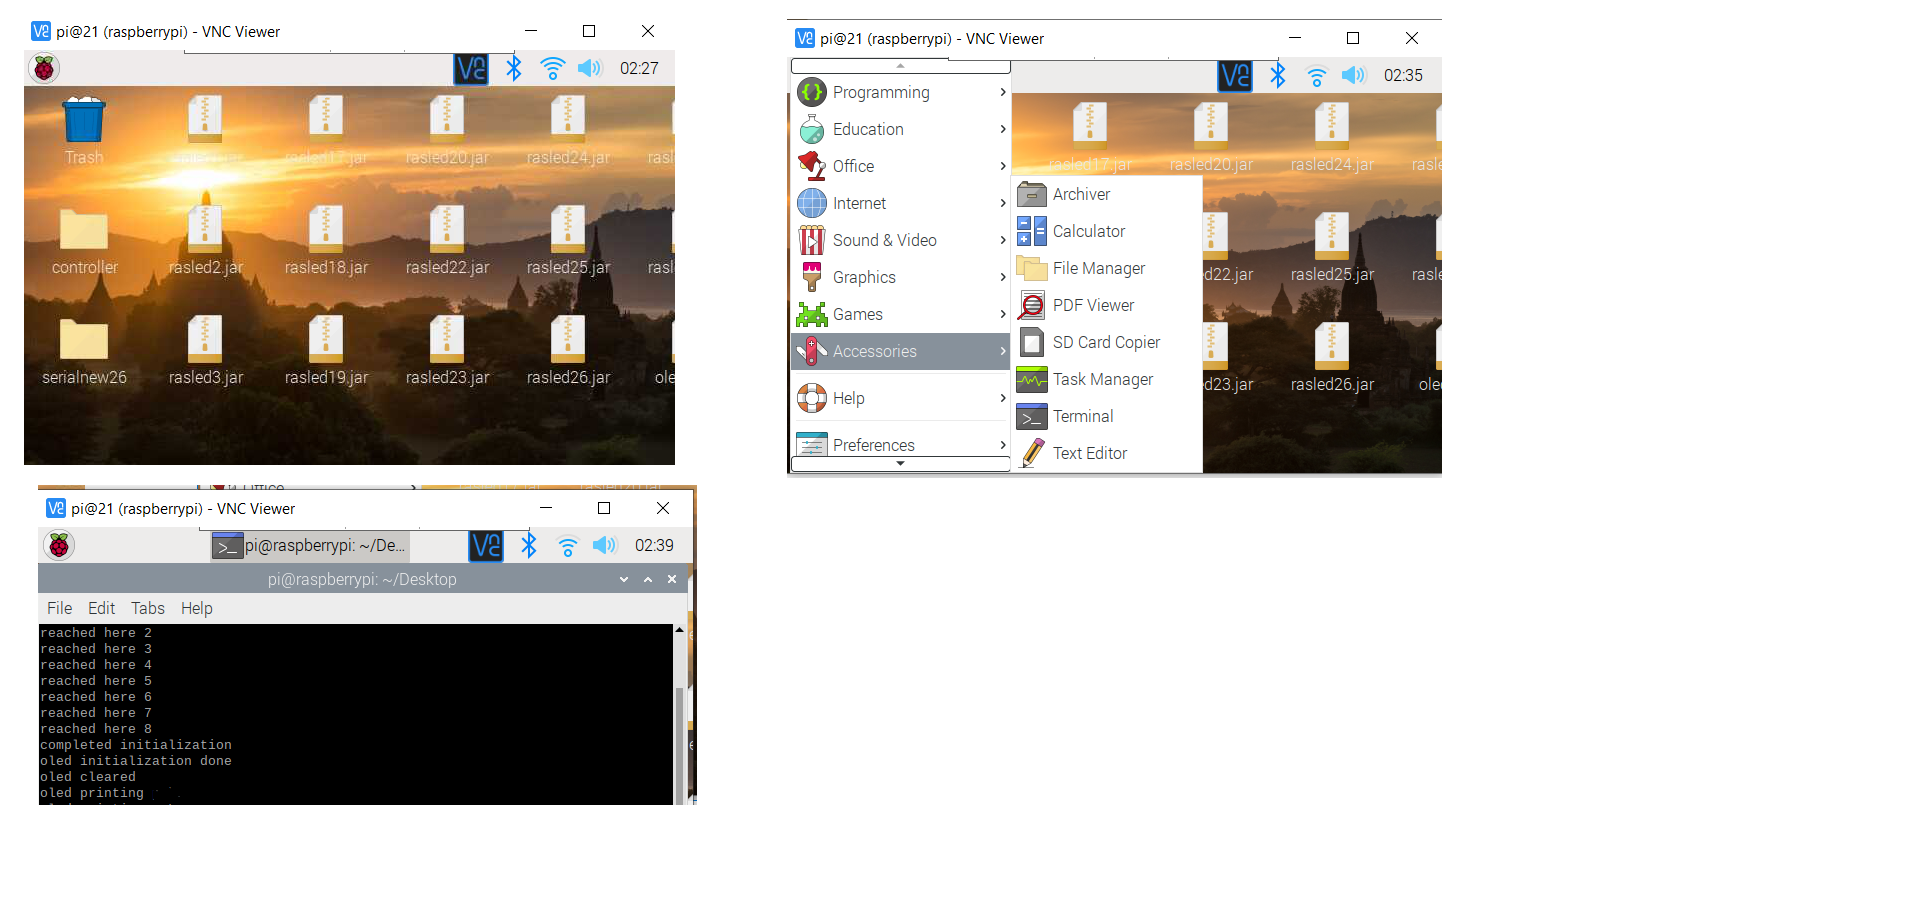 pi@21 (raspberrypi) - VNC Viewer
02:27
Trash
rasled17.jar
rasled20.jar
rasled24.jar
rasl
controller
rasled2.jar
rasled18.jar
rasled22.jar
rasled25.jar
rasl
serialnew26
rasled3.jar
rasled19.jar
rasled23.jar
rasled26.jar
ole
pi@21 (raspberrypi) - VNC Viewer
02:35
Programming
Education
Office
Internet
Sound & Video
Graphics
Games
Accessories
Help
Preferences
Archiver
Calculator
File Manager
PDF Viewer
SD Card Copier
Task Manager
Terminal
Text Editor
rasled17.jar
rasled20.jar
rasled24.jar
rasle
d22.jar
rasled25.jar
rasle
d23.jar
rasled26.jar
oled
Office
pi@21 (raspberrypi) - VNC Viewer
pi@raspberrypi: ~/De...
02:39
pi@raspberrypi: ~/Desktop
File Edit Tabs Help
reached here 2
reached here 3
reached here 4
reached here 5
reached here 6
reached here 7
reached here 8
completed initialization
oled initialization done
oled cleared
oled printing